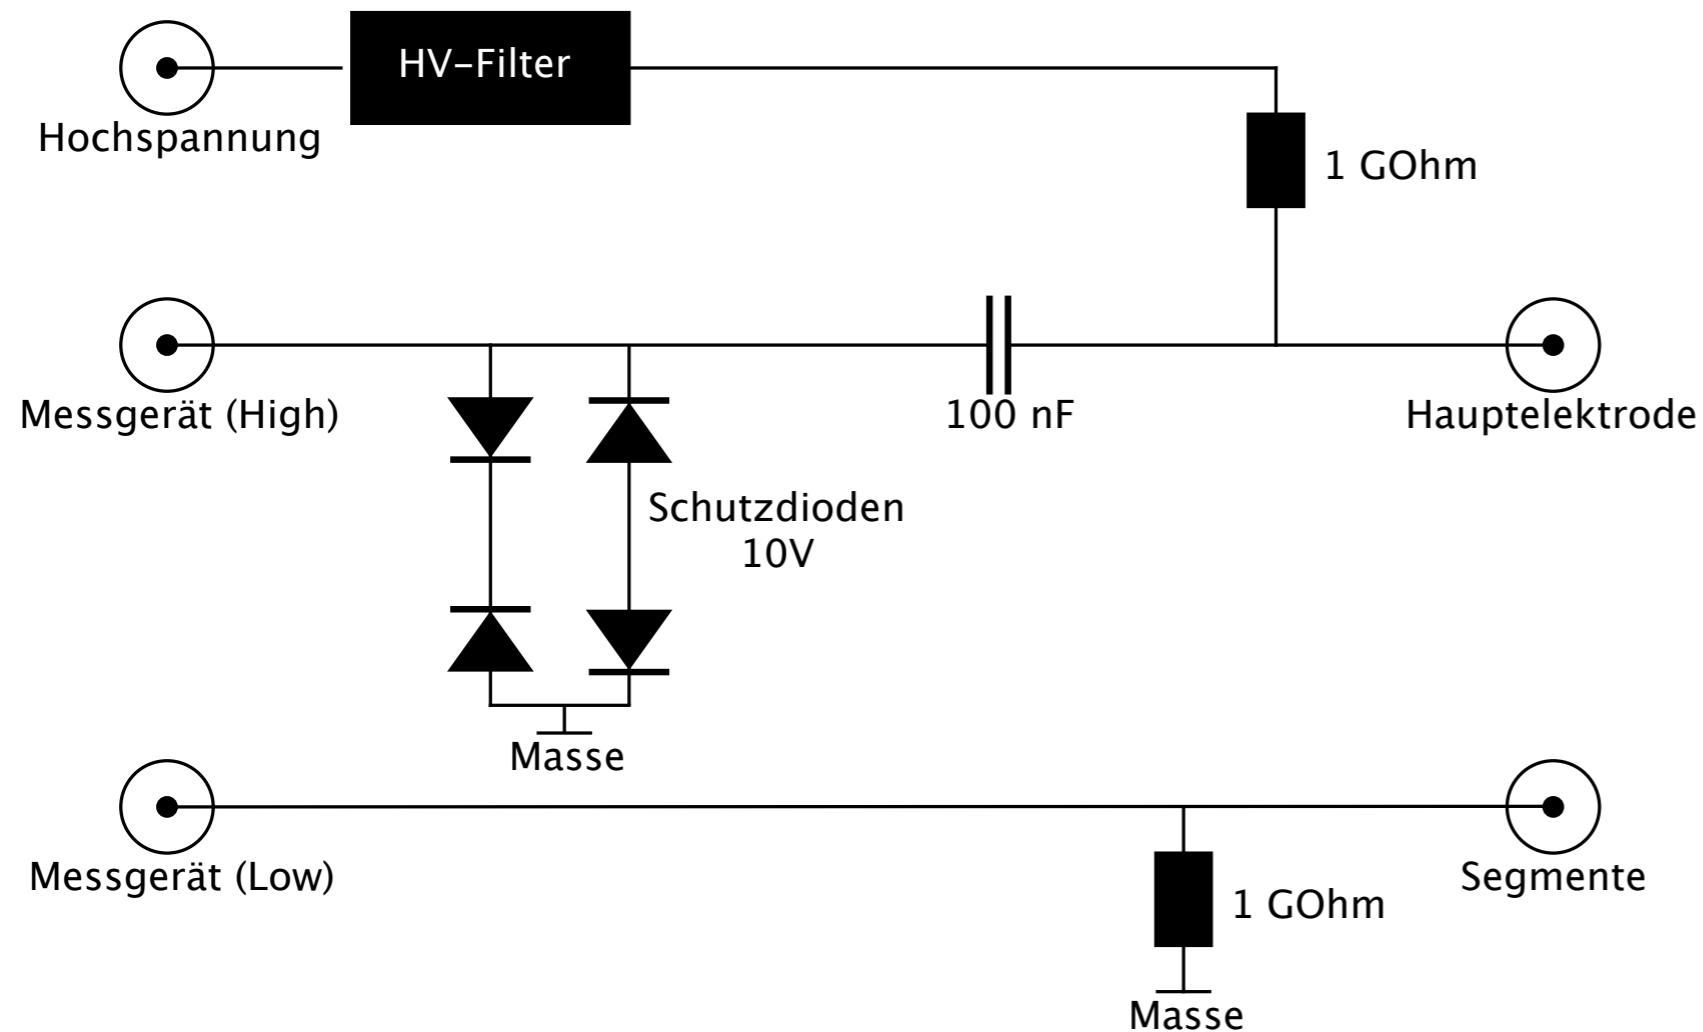 HV–Filter
Hochspannung
1 GOhm
Messgerät (High)
100 nF
Hauptelektrode
Schutzdioden
10V
Masse
Messgerät (Low)
Segmente
1 GOhm
Masse